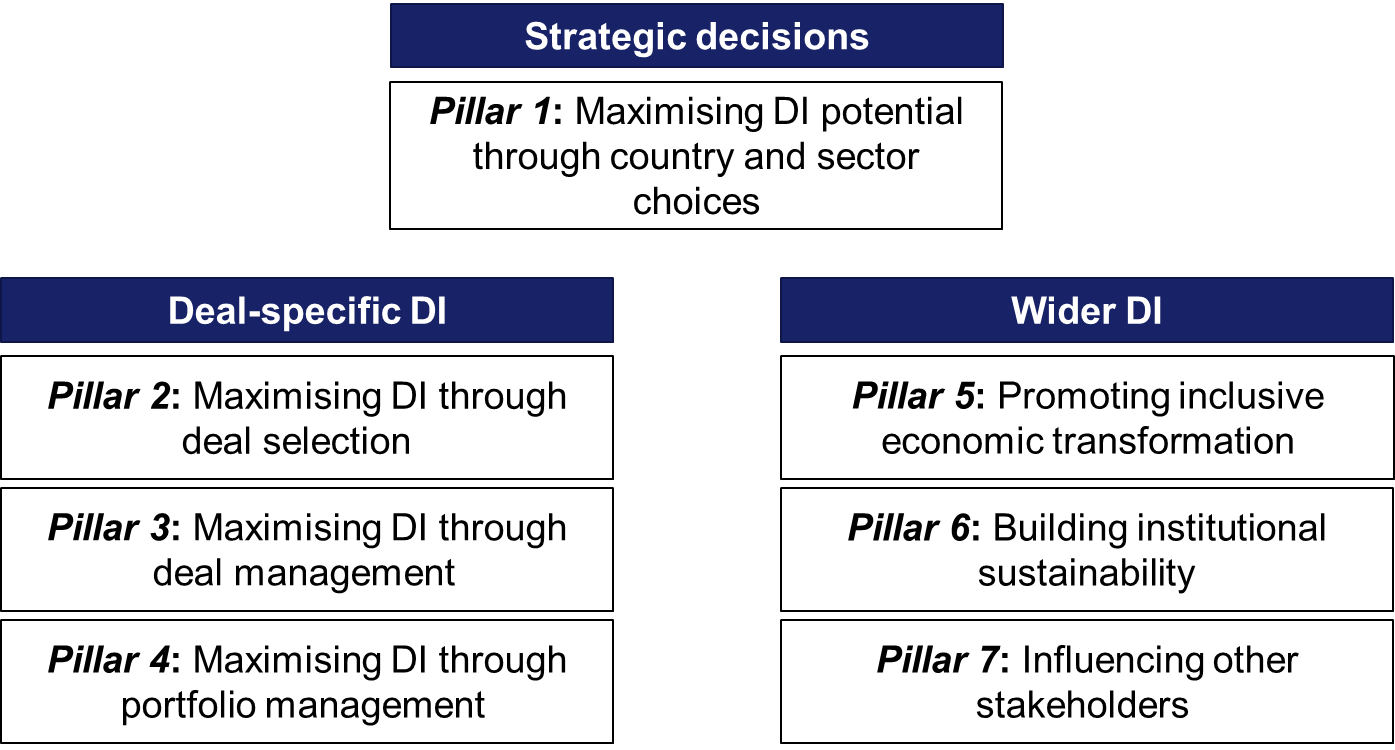 Strategic decisions
Pillar 1: Maximising DI potential
through country and sector
choices
Deal-specific DI
Pillar 2: Maximising DI through
deal selection
Pillar 3: Maximising DI through
deal management
Pillar 4: Maximising DI through
portfolio management
Wider DI
Pillar 5: Promoting inclusive
economic transformation
Pillar 6: Building institutional
sustainability
Pillar 7: Influencing other
stakeholders